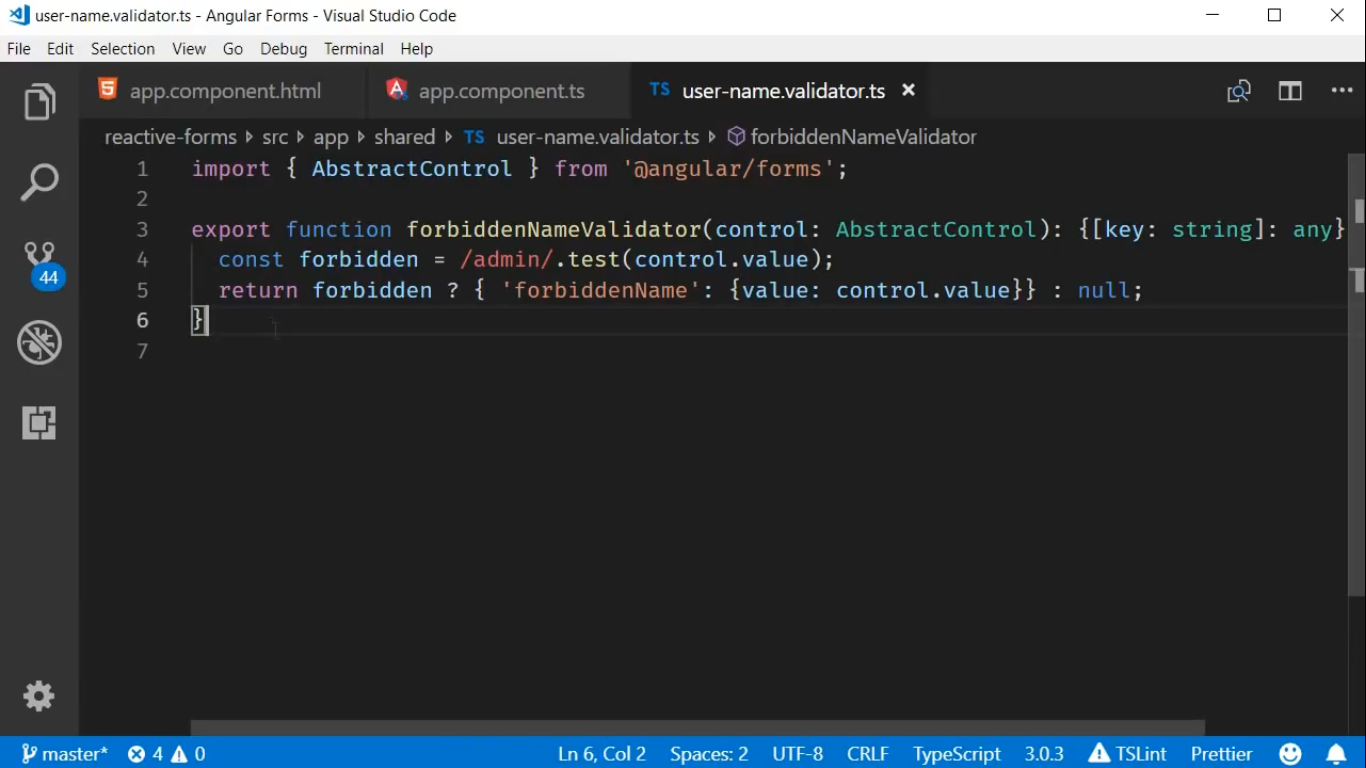 user-name.validator.ts - Angular Forms - Visual Studio Code
File Edit Selection View Go Debug Terminal Help
app.component.html app.component.ts TS user-name.validator.ts
reactive-forms src app shared TS user-name.validator.ts forbiddenNameValidator
1 import { AbstractControl } from '@angular/forms';
2
3 export function forbiddenNameValidator(control: AbstractControl): {[key: string]: any}
4 const forbidden = /admin/.test(control.value);
5 return forbidden ? { 'forbiddenName': {value: control.value}} : null;
6 }
7
44
master* 4 0 Ln 6, Col 2 Spaces: 2 UTF-8 CRLF TypeScript 3.0.3 TSLint Prettier